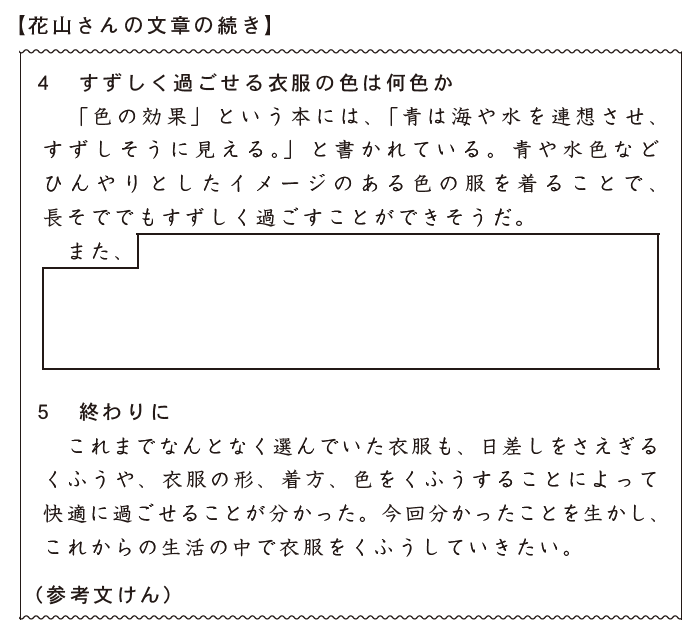 【花山さんの文章の続き】
4 すずしく過ごせる衣服の色は何色か
「色の効果」という本には、「青は海や水を連想させ、
すずしそうに見える。」と書かれている。青や水色など
ひんやりとしたイメージのある色の服を着ることで、
長そででもすずしく過ごすことができそうだ。
また、
5 終わりに
これまでなんとなく選んでいた衣服も、日差しをさえぎる
くふうや、衣服の形、着方、色をくふうすることによって
快適に過ごせることが分かった。今回分かったことを生かし、
これからの生活の中で衣服をくふうしていきたい。
(参考文けん)